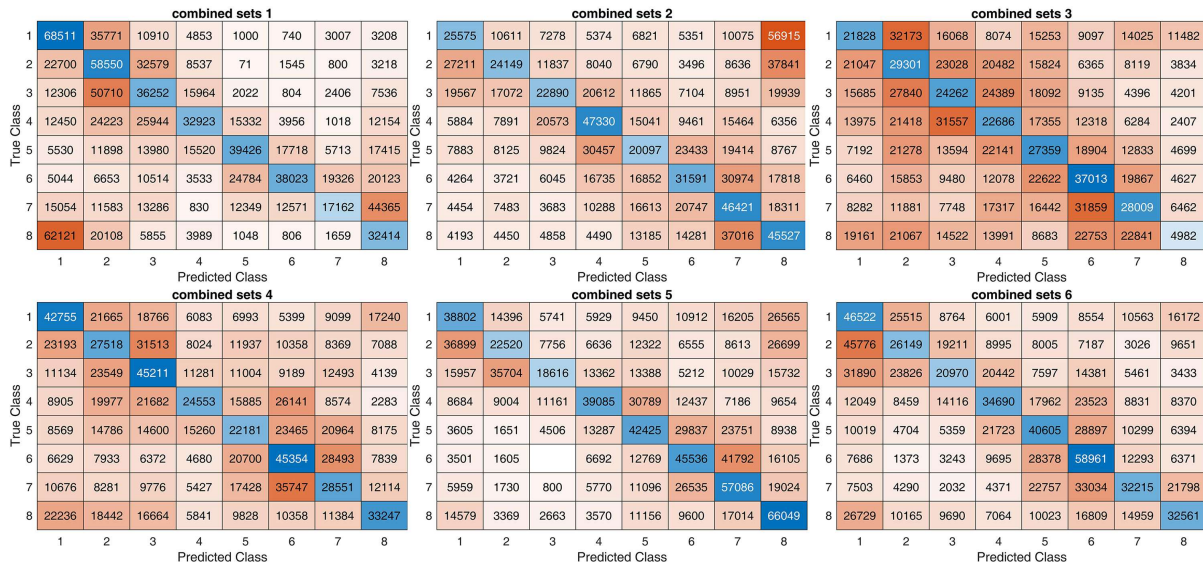 combined sets 1
1 68511 35771 10910 4853 1000 740 3007 3208
2 22700 58550 32579 8537 71 1545 800 3218
3 12306 50710 36252 15964 2022 804 2406 7536
4 12450 24223 25944 32923 15332 3956 1018 12154
5 5530 11898 13980 15520 39426 17718 5713 17415
6 5044 6653 10514 3533 24784 38023 19326 20123
7 15054 11583 13286 830 12349 12571 17162 44365
8 62121 20108 5855 3989 1048 806 1659 32414
True Class
1 2 3 4 5 6 7 8
Predicted Class
combined sets 2
1 25575 10611 7278 5374 6821 5351 10075 56915
2 27211 24149 11837 8040 6790 3496 8636 37841
3 19567 17072 22890 20612 11865 7104 8951 19939
4 5884 7891 20573 47330 15041 9461 15464 6356
5 7883 8125 9824 30457 20097 23433 19414 8767
6 4264 3721 6045 16735 16852 31591 30974 17818
7 4454 7483 3683 10288 16613 20747 46421 18311
8 4193 4450 4858 4490 13185 14281 37016 45527
True Class
1 2 3 4 5 6 7 8
Predicted Class
combined sets 3
1 21828 32173 16068 8074 15253 9097 14025 11482
2 21047 29301 23028 20482 15824 6365 8119 3834
3 15685 27840 24262 24389 18092 9135 4396 4201
4 13975 21418 31557 22686 17355 12318 6284 2407
5 7192 21278 13594 22141 27359 18904 12833 4699
6 6460 15853 9480 12078 22622 37013 19867 4627
7 8282 11881 7748 17317 16442 31859 28009 6462
8 19161 21067 14522 13991 8683 22753 22841 4982
True Class
1 2 3 4 5 6 7 8
Predicted Class
combined sets 4
1 42755 21665 18766 6083 6993 5399 9099 17240
2 23193 27518 31513 8024 11937 10358 8369 7088
3 11134 23549 45211 11281 11004 9189 12493 4139
4 8905 19977 21682 24553 15885 26141 8574 2283
5 8569 14786 14600 15260 22181 23465 20964 8175
6 6629 7933 6372 4680 20700 45354 28493 7839
7 10676 8281 9776 5427 17428 35747 28551 12114
8 22236 18442 16664 5841 9828 10358 11384 33247
True Class
1 2 3 4 5 6 7 8
Predicted Class
combined sets 5
1 38802 14396 5741 5929 9450 10912 16205 26565
2 36899 22520 7756 6636 12322 6555 8613 26699
3 15957 35704 18616 13362 13388 5212 10029 15732
4 8684 9004 11161 39085 30789 12437 7186 9654
5 3605 1651 4506 13287 42425 29837 23751 8938
6 3501 1605 6692 12769 45536 41792 16105
7 5959 1730 800 5770 11096 26535 57086 19024
8 14579 3369 2663 3570 11156 9600 17014 66049
True Class
1 2 3 4 5 6 7 8
Predicted Class
combined sets 6
1 46522 25515 8764 6001 5909 8554 10563 16172
2 45776 26149 19211 8995 8005 7187 3026 9651
3 31890 23826 20970 20442 7597 14381 5461 3433
4 12049 8459 14116 34690 17962 23523 8831 8370
5 10019 4704 5359 21723 40605 28897 10299 6394
6 7686 1373 3243 9695 28378 58961 12293 6371
7 7503 4290 2032 4371 22757 33034 32215 21798
8 26729 10165 9690 7064 10023 16809 14959 32561
True Class
1 2 3 4 5 6 7 8
Predicted Class